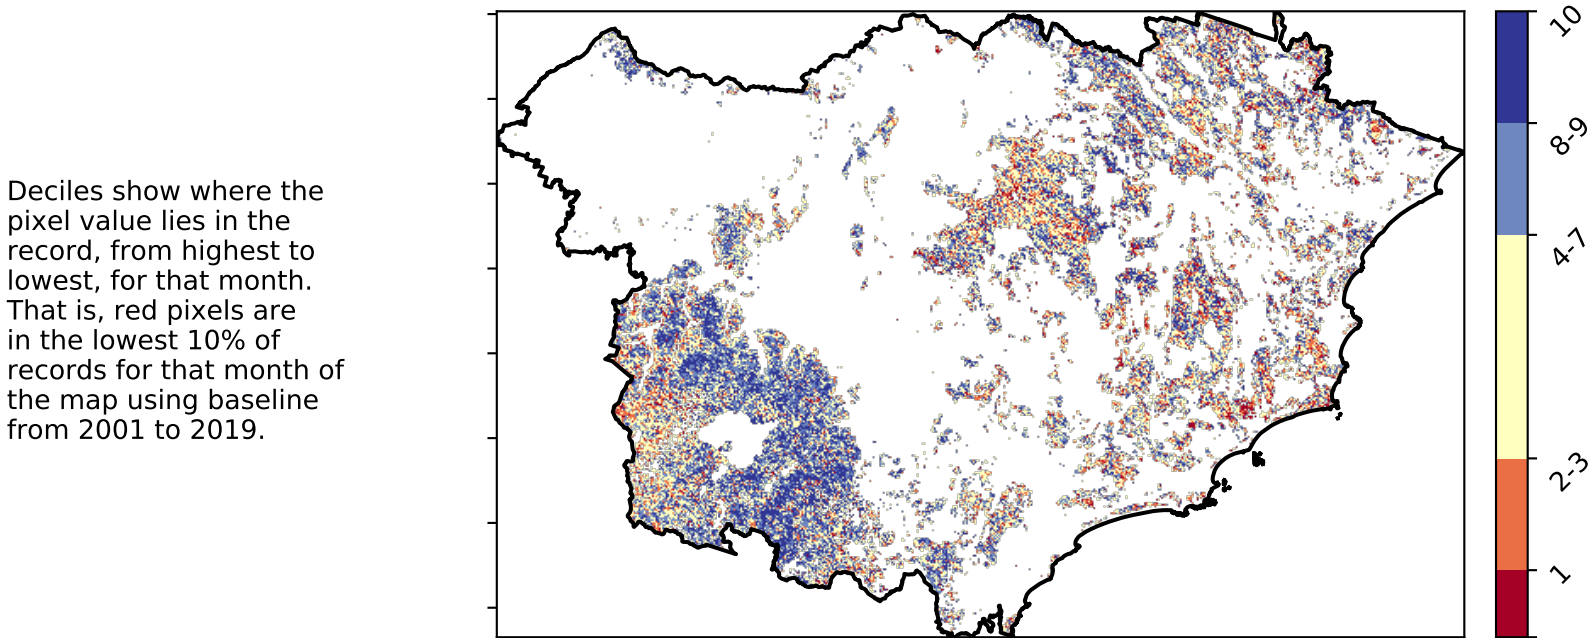 Deciles show where the
pixel value lies in the
record, from highest to
lowest, for that month.
That is, red pixels are
in the lowest 10% of
records for that month of
the map using baseline
from 2001 to 2019.
10
8-9
4-7
2-3
1